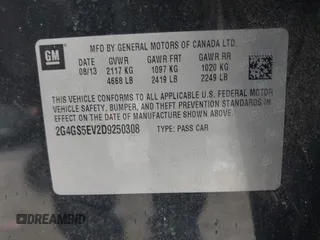 GM
MFD BY GENERAL MOTORS OF CANADA LTD.
DATE GVWR GAWR FRT GAWR RR
08/13 2117 KG 1097 KG 1020 KG
4668 LB 2419 LB 2249 LB
THIS VEHICLE CONFORMS TO ALL APPLICABLE U.S. FEDERAL MOTOR
VEHICLE SAFETY, BUMPER, AND THEFT PREVENTION STANDARDS IN
EFFECT ON THE DATE OF MANUFACTURE SHOWN ABOVE.
2G4GS5EV2D9250308 TYPE: PASS CAR
DREAMBID